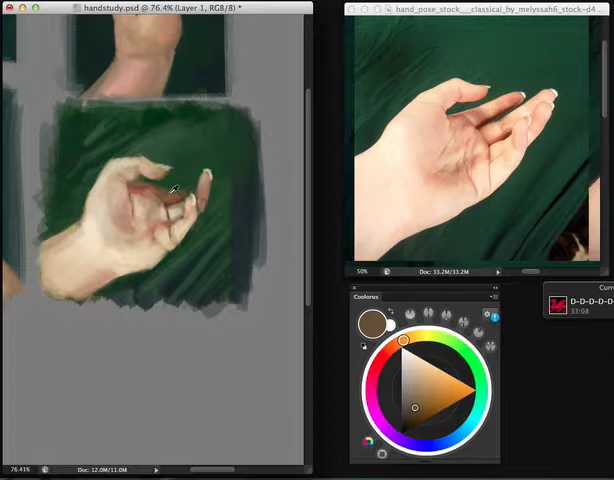 handstudy.psd @ 76.4% (Layer 1, RGB/8) *
hand_pose_stock___classical_by_melyssah6_stock-d4...
50%
Doc: 33.2M/33.2M
Coolorus
Curr
D-D-D-D-D
33:08
76.41%
Doc: 12.0M/11.0M